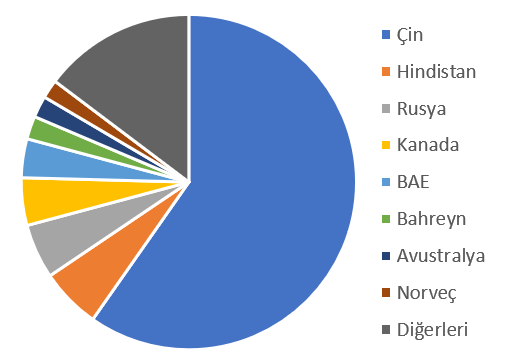 Çin
Hindistan
Rusya
Kanada
BAE
Bahreyn
Avustralya
Norveç
Diğerleri